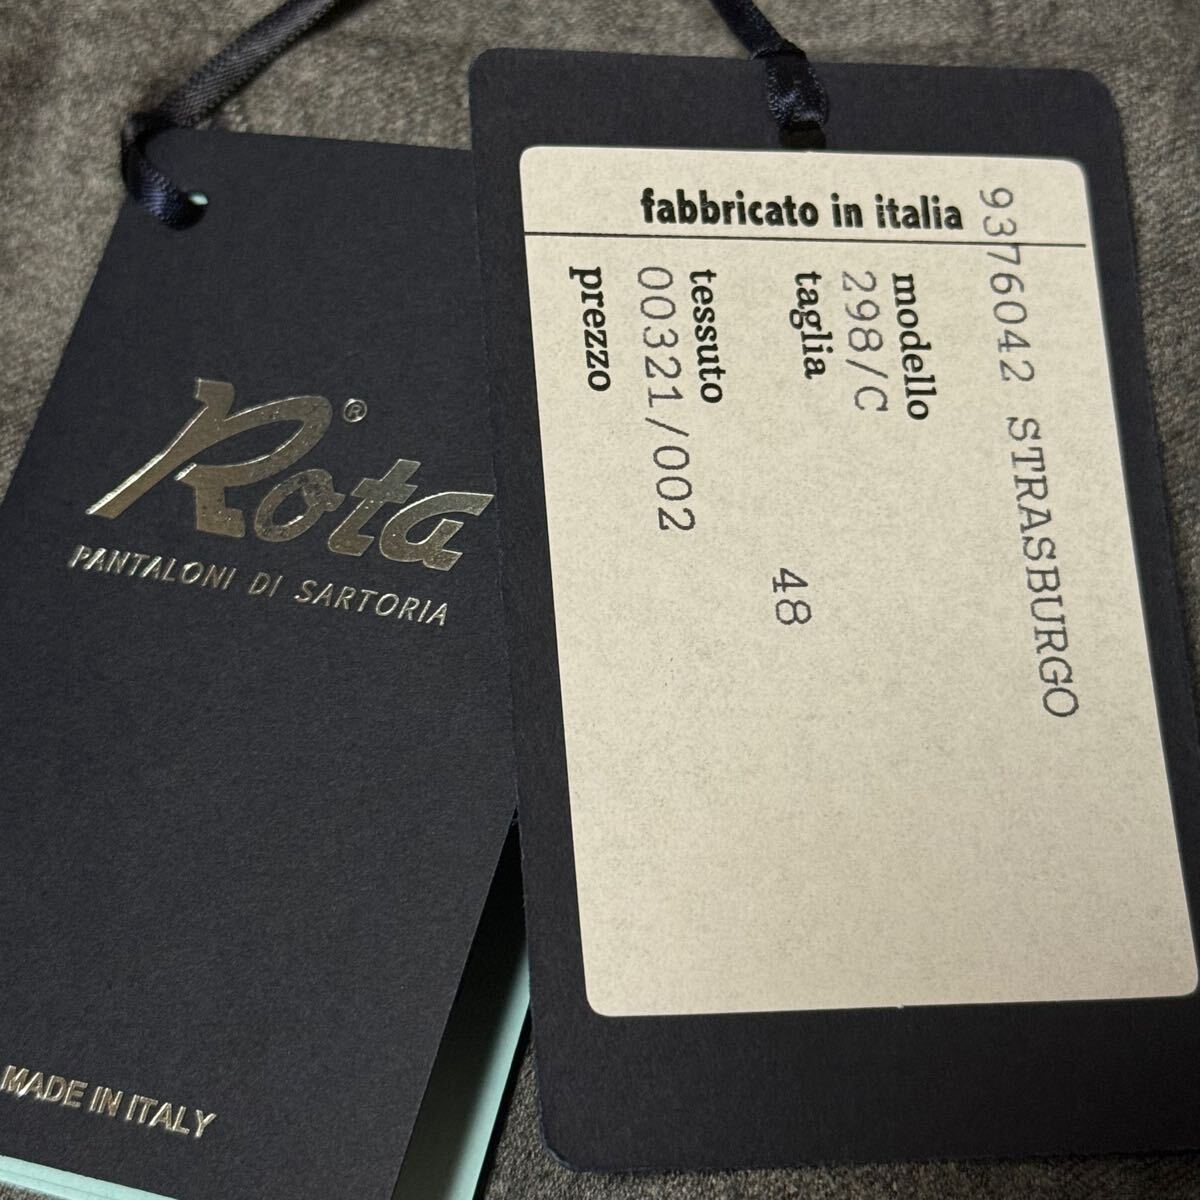 Rota®
PANTALONI DI SARTORIA
MADE IN ITALY
fabbricato in italia
9376042 STRASBURGO
modello
298/C
taglia
48
tessuto
00321/002
prezzo